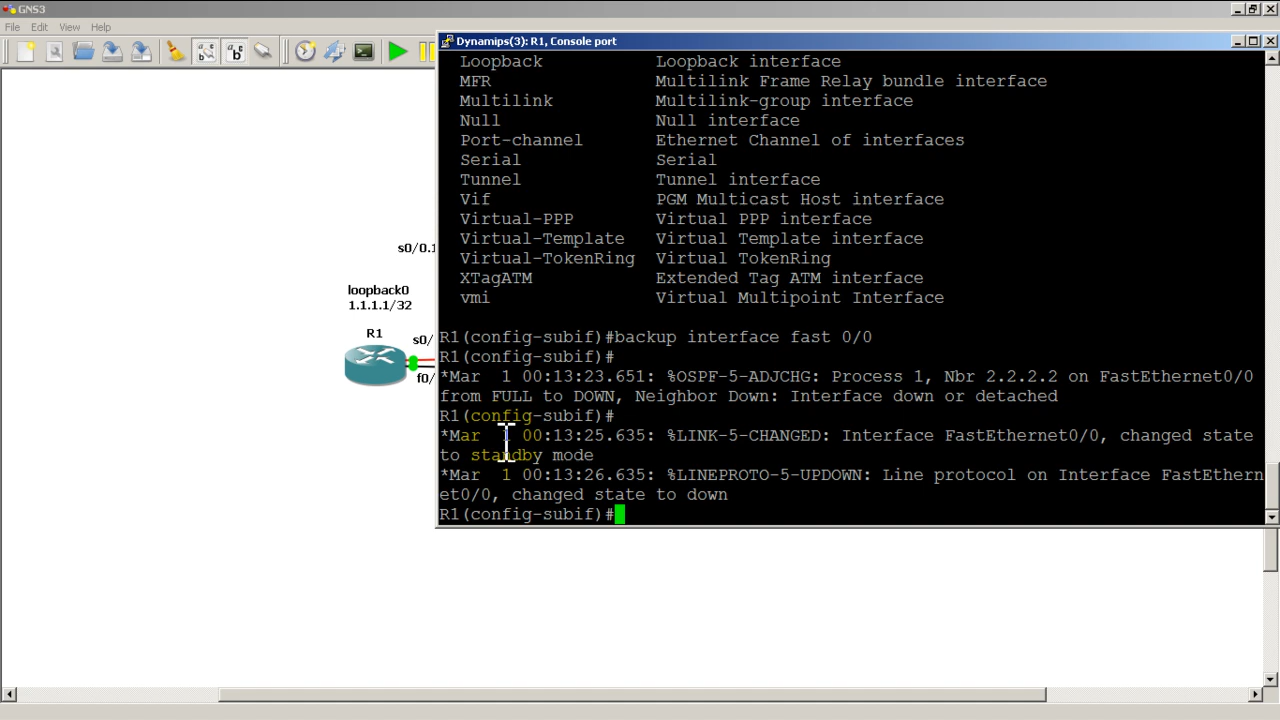 GNS3
File Edit View Help
Dynamips(3): R1, Console port
Loopback Loopback interface
MFR Multilink Frame Relay bundle interface
Multilink Multilink-group interface
Null Null interface
Port-channel Ethernet Channel of interfaces
Serial Serial
Tunnel Tunnel interface
Vif PGM Multicast Host interface
Virtual-PPP Virtual PPP interface
Virtual-Template Virtual Template interface
Virtual-TokenRing Virtual TokenRing
XTagATM Extended Tag ATM interface
vmi Virtual Multipoint Interface
R1(config-subif)#backup interface fast 0/0
R1(config-subif)#
*Mar 1 00:13:23.651: %OSPF-5-ADJCHG: Process 1, Nbr 2.2.2.2 on FastEthernet0/0
from FULL to DOWN, Neighbor Down: Interface down or detached
R1(config-subif)#
*Mar 1 00:13:25.635: %LINK-5-CHANGED: Interface FastEthernet0/0, changed state
to standby mode
*Mar 1 00:13:26.635: %LINEPROTO-5-UPDOWN: Line protocol on Interface FastEthern
et0/0, changed state to down
R1(config-subif)#
s0/0.1
loopback0
1.1.1.1/32
R1
s0/
f0/